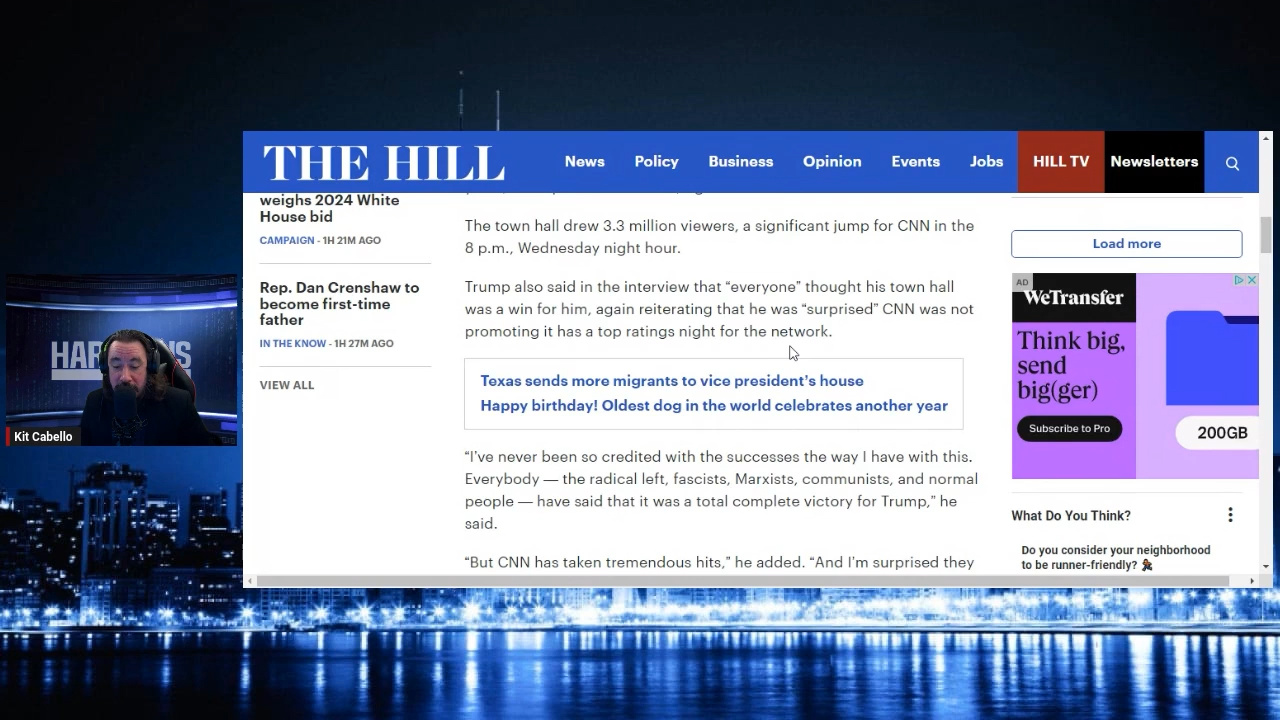 THE HILL
News
Policy
Business
Opinion
Events
Jobs
HILL TV
Newsletters
weighs 2024 White
House bid
CAMPAIGN - 1H 21M AGO
Rep. Dan Crenshaw to
become first-time
father
IN THE KNOW - 1H 27M AGO
VIEW ALL
The town hall drew 3.3 million viewers, a significant jump for CNN in the
8 p.m., Wednesday night hour.
Trump also said in the interview that “everyone” thought his town hall
was a win for him, again reiterating that he was “surprised” CNN was not
promoting it has a top ratings night for the network.
Texas sends more migrants to vice president's house
Happy birthday! Oldest dog in the world celebrates another year
“I’ve never been so credited with the successes the way I have with this.
Everybody — the radical left, fascists, Marxists, communists, and normal
people — have said that it was a total complete victory for Trump,” he
said.
“But CNN has taken tremendous hits,” he added. “And I’m surprised they
Load more
AD
WeTransfer
Think big,
send
big(ger)
Subscribe to Pro
200GB
What Do You Think?
Do you consider your neighborhood
to be runner-friendly?
Kit Cabello